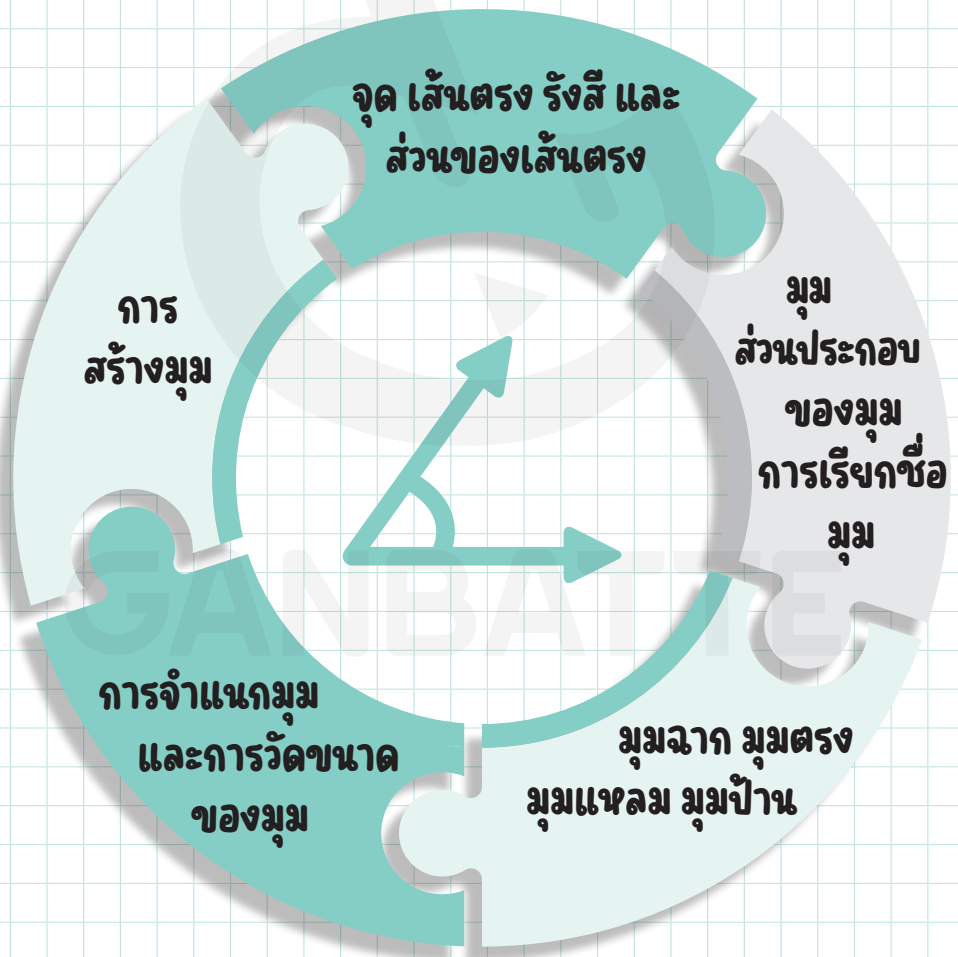 จุด เส้นตรง รังสี และ
ส่วนของเส้นตรง
มุม
ส่วนประกอบ
ของมุม
การเรียกชื่อ
มุม
มุมฉาก มุมตรง
มุมแหลม มุมป้าน
การจำแนกมุม
และการวัดขนาด
ของมุม
การ
สร้างมุม
GANBATTE